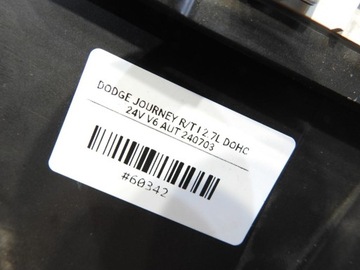 DODGE JOURNEY R/T I 2.7L DOHC
24V V6 AUT 240703
#60342